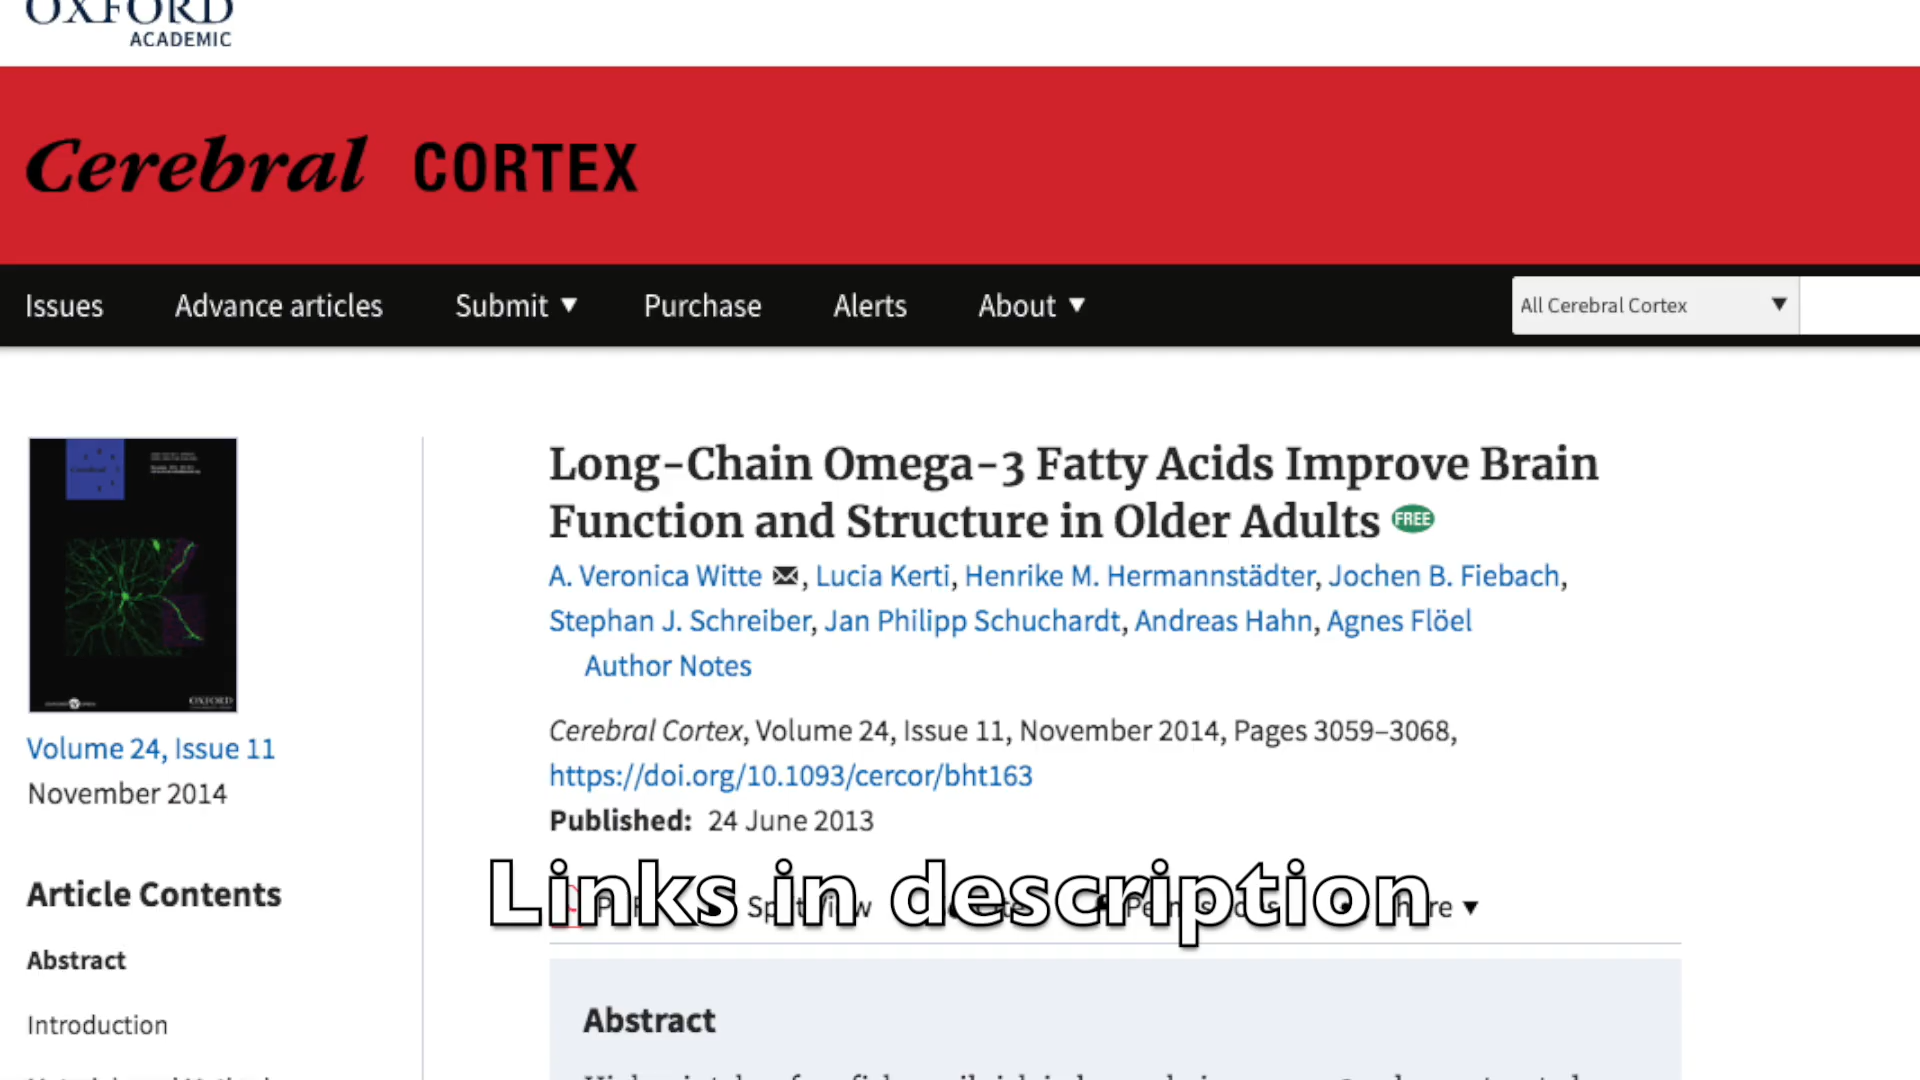 OXFORD
ACADEMIC
Cerebral CORTEX
Issues Advance articles Submit ▼ Purchase Alerts About ▼ All Cerebral Cortex ▼
Long-Chain Omega-3 Fatty Acids Improve Brain
Function and Structure in Older Adults FREE
A. Veronica Witte ✉, Lucia Kerti, Henrike M. Hermannstädter, Jochen B. Fiebach,
Stephan J. Schreiber, Jan Philipp Schuchardt, Andreas Hahn, Agnes Flöel
Author Notes
Cerebral Cortex, Volume 24, Issue 11, November 2014, Pages 3059–3068,
https://doi.org/10.1093/cercor/bht163
Published: 24 June 2013
Links in description
Abstract
OXFORD
Volume 24, Issue 11
November 2014
Article Contents
Abstract
Introduction